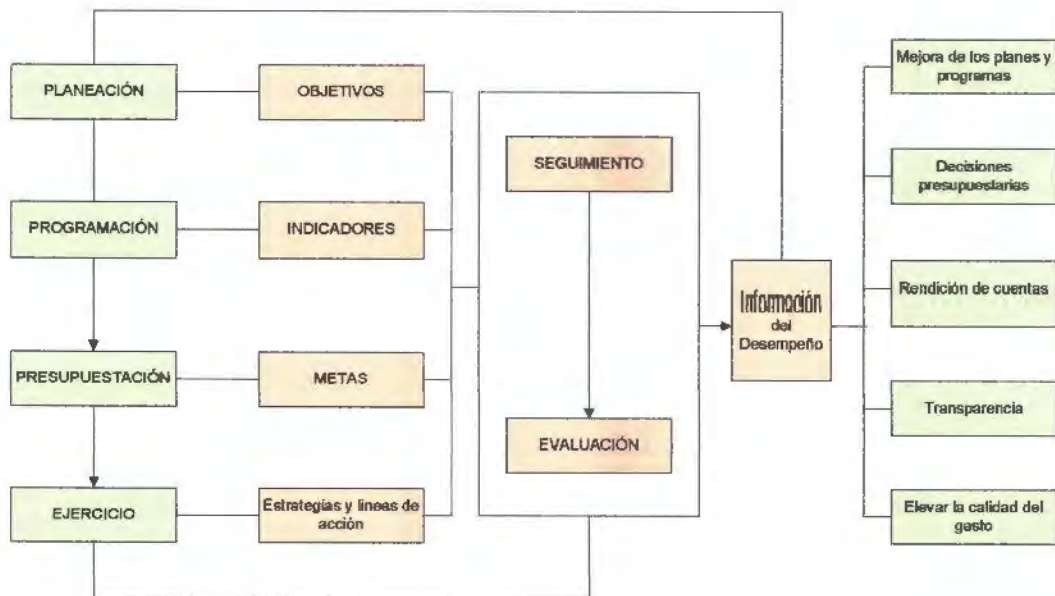 PLANEACIÓN
OBJETIVOS
PROGRAMACIÓN
INDICADORES
PRESUPUESTACIÓN
METAS
EJERCICIO
Estrategias y líneas de
acción
SEGUIMIENTO
EVALUACIÓN
Información
del
Desempeño
Mejora de los planes y
programas
Decisiones
presupuestarias
Rendición de cuentas
Transparencia
Elevar la calidad del
gasto